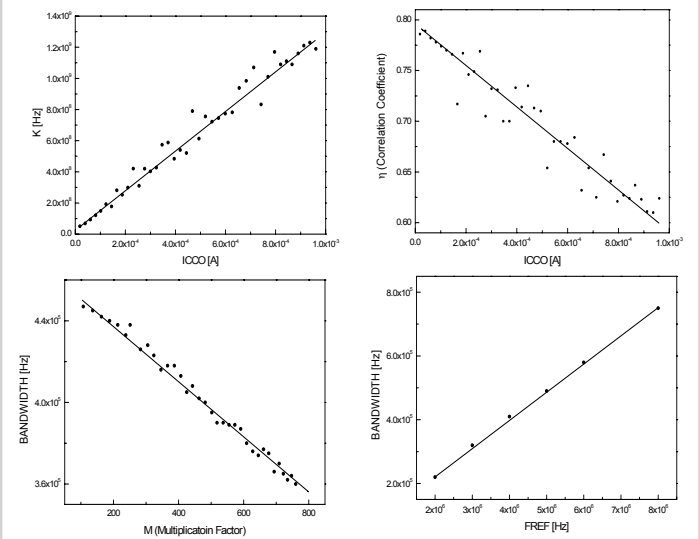 1.4x10⁹
1.2x10⁹
1.0x10⁹
8.0x10⁸
6.0x10⁸
4.0x10⁸
2.0x10⁸
0.0
K [Hz]
0.0 2.0x10⁻⁴ 4.0x10⁻⁴ 6.0x10⁻⁴ 8.0x10⁻⁴ 1.0x10⁻³
ICCO [A]
0.80
0.75
0.70
0.65
0.60
η (Correlation Coefficient)
0.0 2.0x10⁻⁴ 4.0x10⁻⁴ 6.0x10⁻⁴ 8.0x10⁻⁴ 1.0x10⁻³
ICCO [A]
4.4x10⁵
4.0x10⁵
3.6x10⁵
BANDWIDTH [Hz]
200 400 600 800
M (Multiplicatoin Factor)
8.0x10⁵
6.0x10⁵
4.0x10⁵
2.0x10⁵
BANDWIDTH [Hz]
2x10⁶ 3x10⁶ 4x10⁶ 5x10⁶ 6x10⁶ 7x10⁶ 8x10⁶
FREF [Hz]